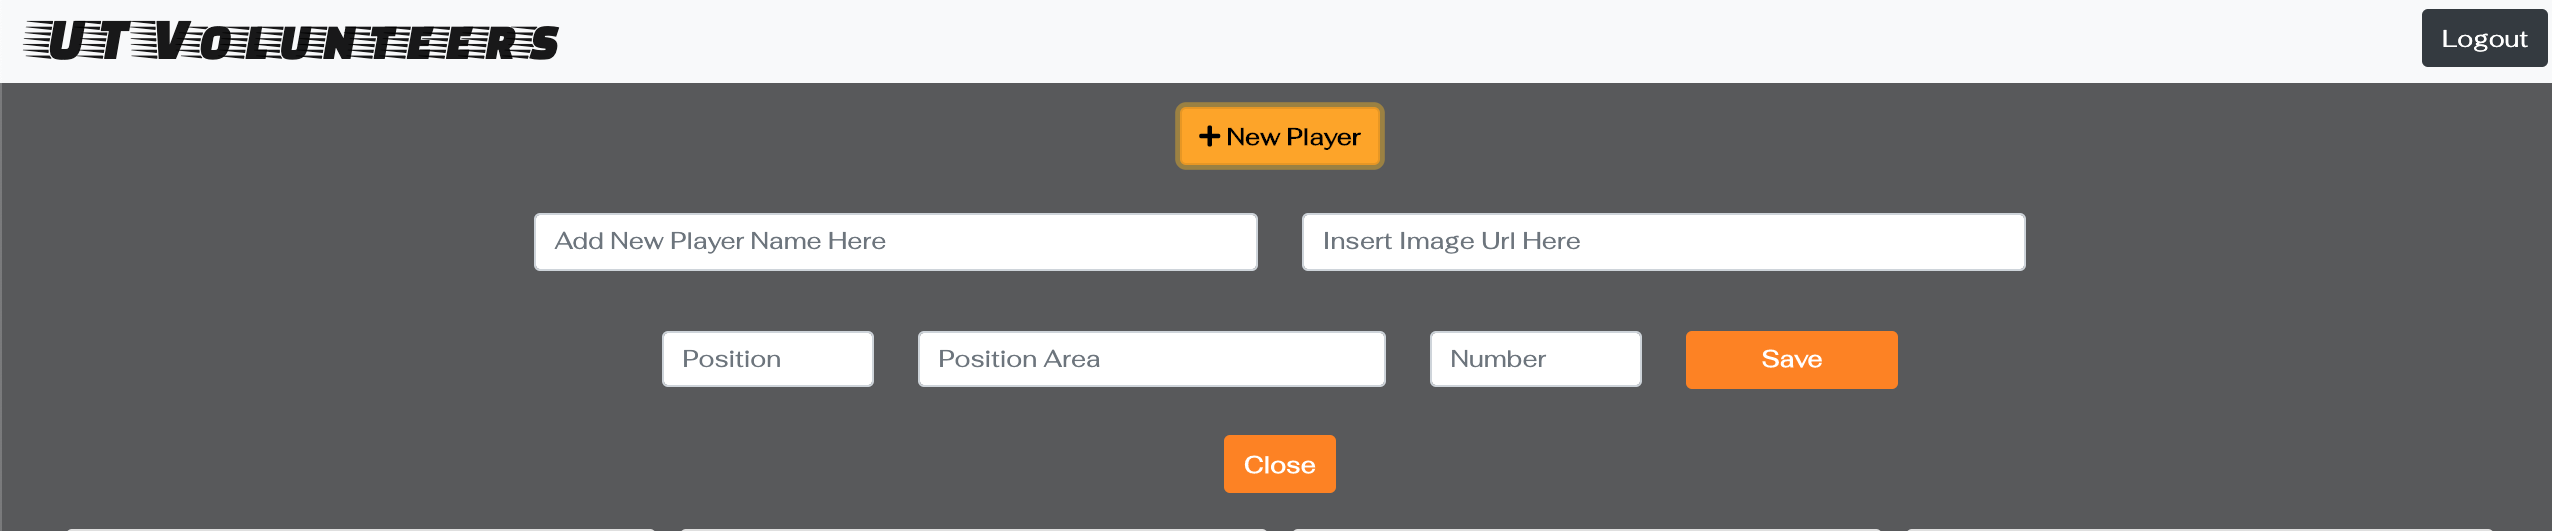 UT Volunteers
Logout
New Player
Add New Player Name Here
Insert Image Url Here
Position
Position Area
Number
Save
Close